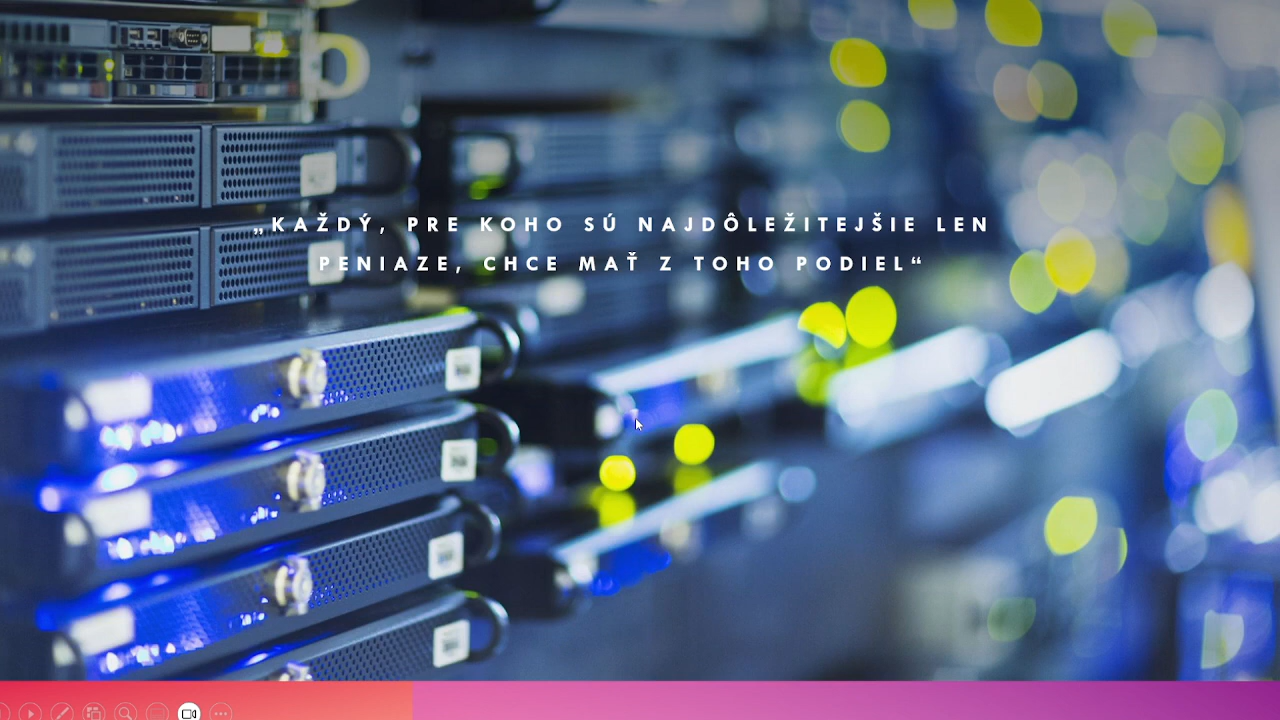 „KAŽDÝ, PRE KOHO SÚ NAJDÔLEŽITEJŠIE LEN
PENIAZE, CHCE MAŤ Z TOHO PODIEL“